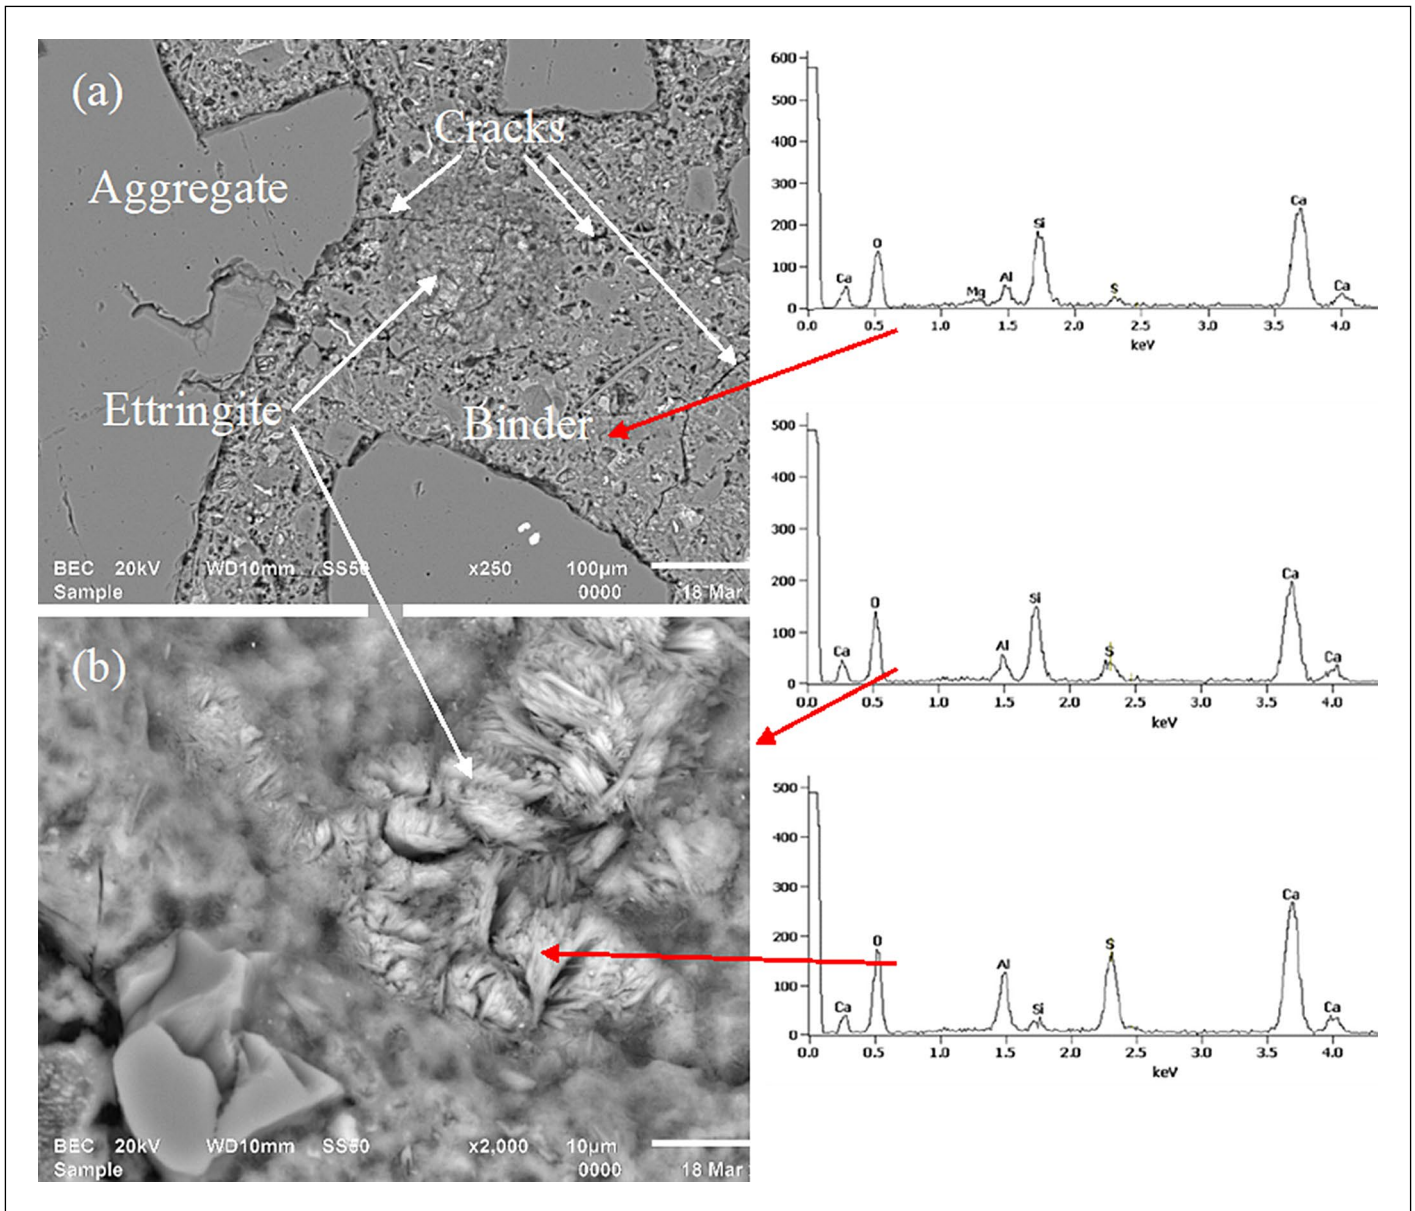 (a)
Cracks
Aggregate
Ettringite
Binder
BEC 20kV WD10mm SS50 x250 100μm
Sample 0000 18 Mar
(b)
BEC 20kV WD10mm SS50 x2,000 10μm
Sample 0000 18 Mar
600
500
400
300
200
100
0
Ca O Mg Al Si S Ca Ca
0.0 0.5 1.0 1.5 2.0 2.5 3.0 3.5 4.0
keV
500
400
300
200
100
0
Ca O Al Si S Ca Ca
0.0 0.5 1.0 1.5 2.0 2.5 3.0 3.5 4.0
keV
500
400
300
200
100
0
Ca O Al Si S Ca Ca
0.0 0.5 1.0 1.5 2.0 2.5 3.0 3.5 4.0
keV